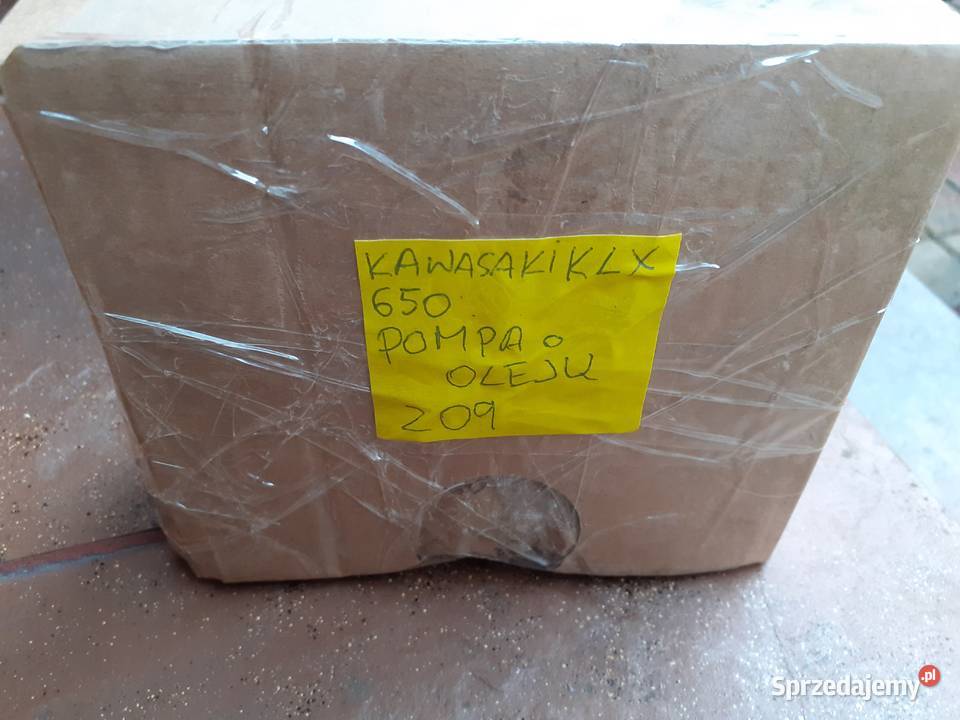 KAWASAKI KLX
650
POMPA o
OLEJU
209
Sprzedajemy.pl